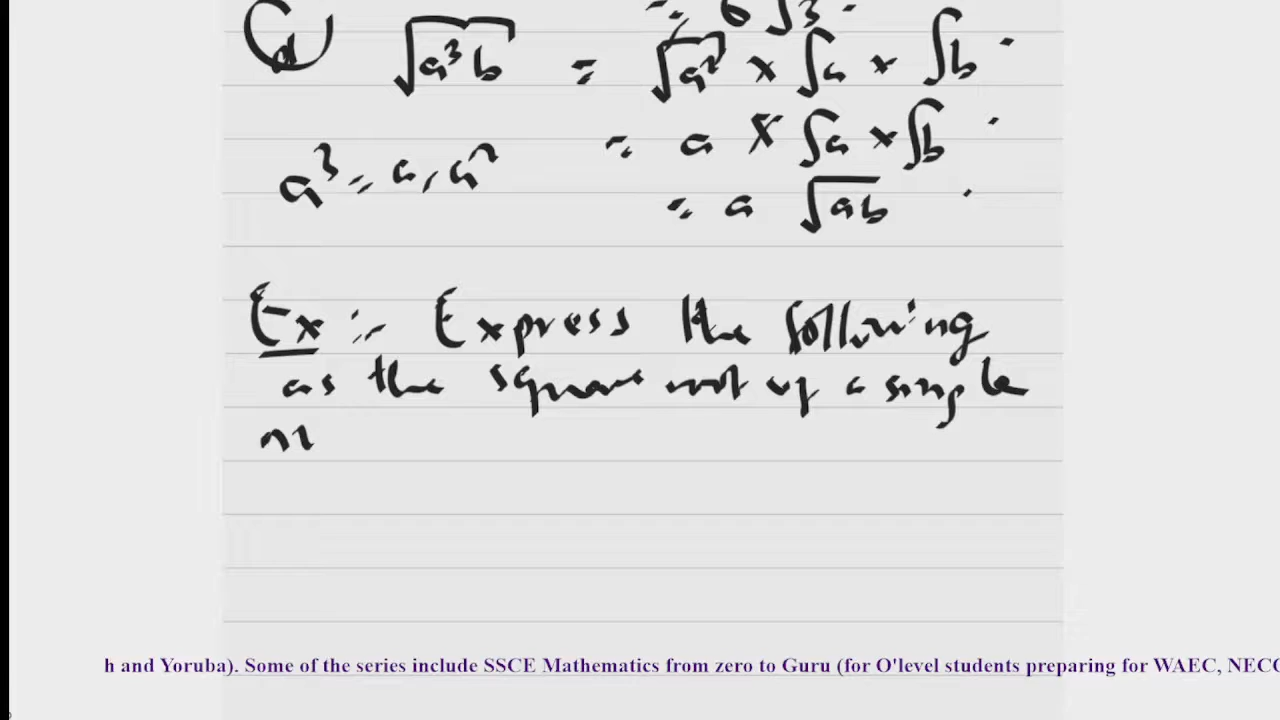 = 6√3.
d √a³b = √a² × √a × √b.
= a × √a × √b.
a³ = a, a²
= a √ab.
Ex :- Express the following
as the square root of a single
nu
h and Yoruba). Some of the series include SSCE Mathematics from zero to Guru (for O'level students preparing for WAEC, NECO